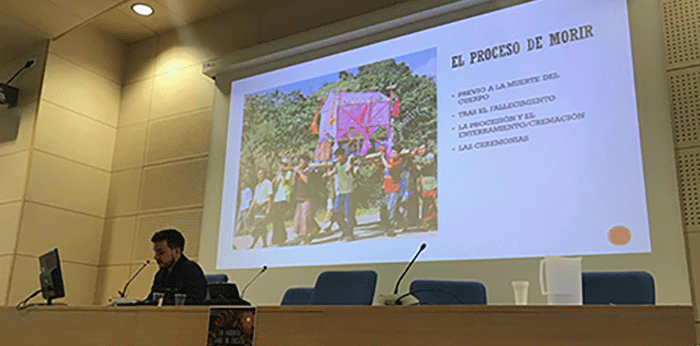 EL PROCESO DE MORIR
• PREVIO A LA MUERTE DEL
CUERPO
• TRAS EL FALLECIMIENTO
• LA PROCESIÓN Y EL
ENTERRAMIENTO/CREMACIÓN
• LAS CEREMONIAS